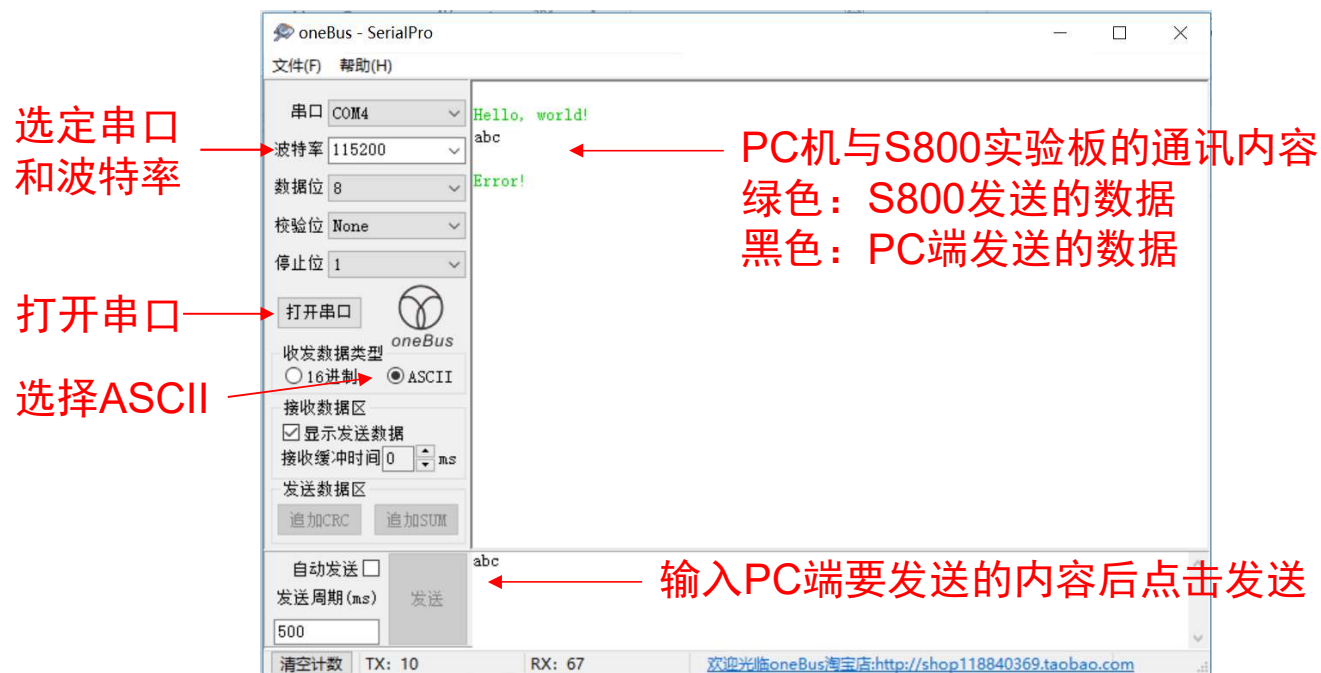 oneBus - SerialPro
文件(F) 帮助(H)
选定串口
和波特率
串口 COM4
波特率 115200
数据位 8
校验位 None
停止位 1
Hello, world!
abc
Error!
PC机与S800实验板的通讯内容
绿色：S800发送的数据
黑色：PC端发送的数据
打开串口
打开串口
oneBus
选择ASCII
收发数据类型
16进制 ASCII
接收数据区
显示发送数据
接收缓冲时间 0 ms
发送数据区
追加CRC 追加SUM
自动发送
发送周期(ms)
500
发送
abc
输入PC端要发送的内容后点击发送
清空计数 TX: 10 RX: 67 欢迎光临oneBus淘宝店:http://shop118840369.taobao.com